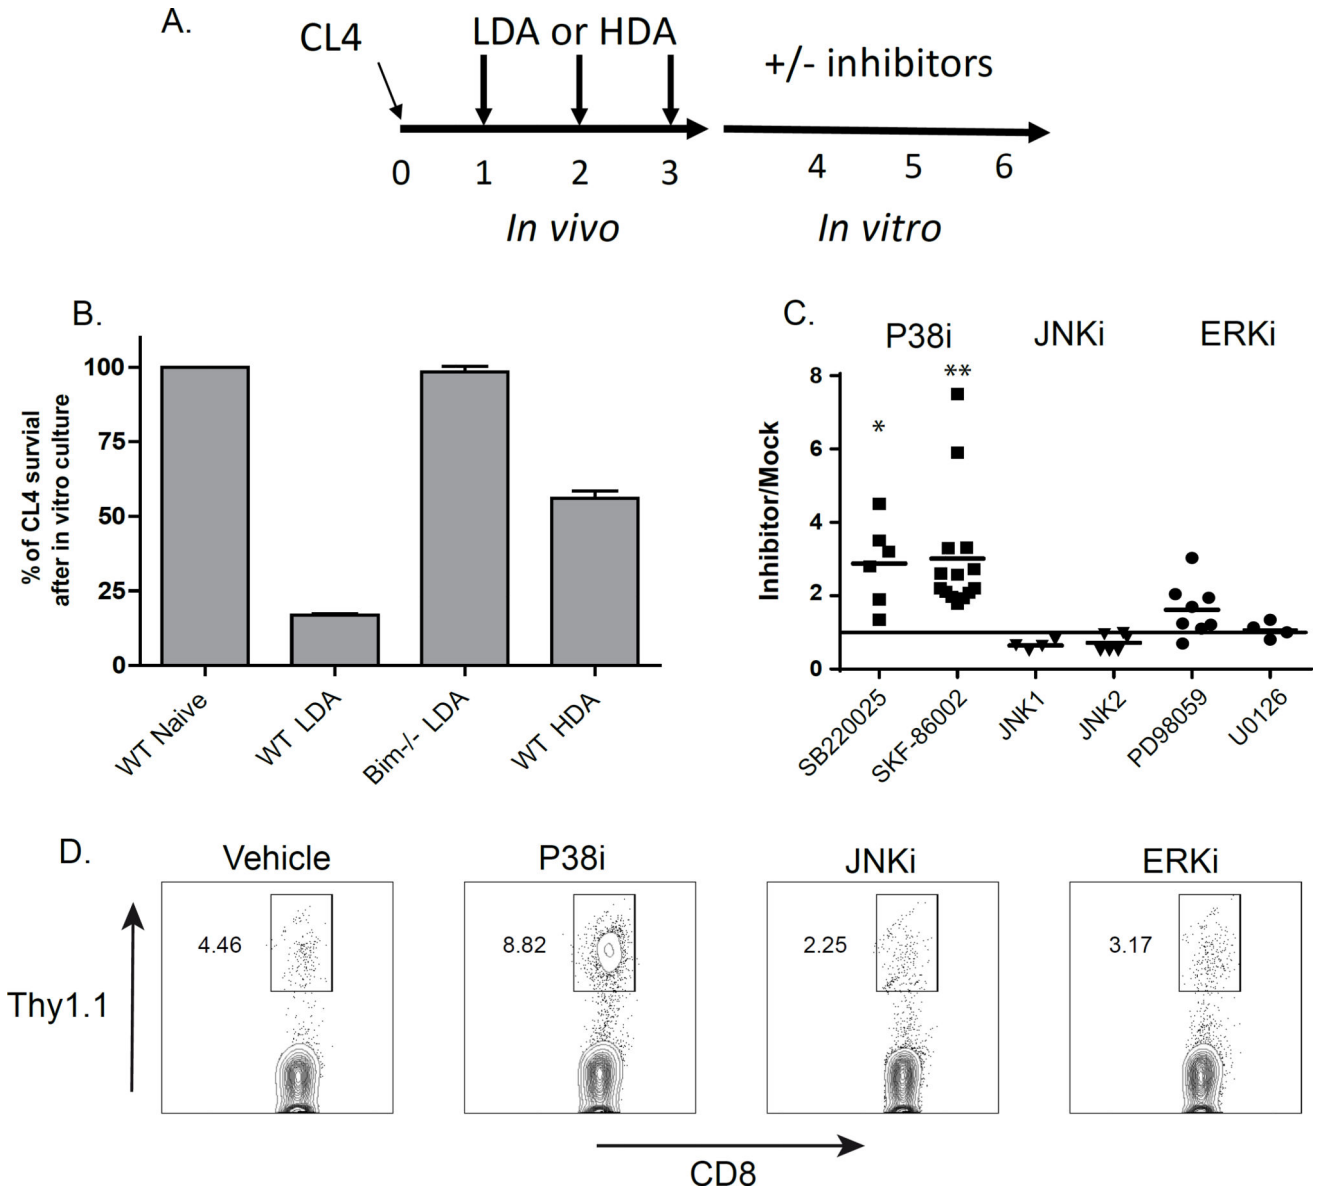 A.
CL4
LDA or HDA
+/- inhibitors
0 1 2 3 4 5 6
In vivo
In vitro
B.
% of CL4 survial
after in vitro culture
100
75
50
25
0
WT Naive
WT LDA
Bim-/- LDA
WT HDA
C.
P38i JNKi ERKi
Inhibitor/Mock
8
6
4
2
0
*
**
SB220025
SKF-86002
JNK1
JNK2
PD98059
U0126
D.
Vehicle P38i JNKi ERKi
4.46 8.82 2.25 3.17
Thy1.1
CD8